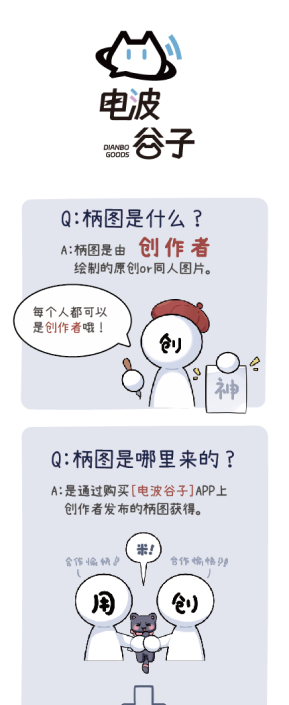 电波
DIANBO
GOODS
谷子
Q:柄图是什么？
A:柄图是由 创作者
绘制的原创or同人图片。
每个人都可以
是创作者哦！
创
神
Q:柄图是哪里来的？
A:是通过购买[电波谷子]APP上
创作者发布的柄图获得。
米!
合作愉快!
合作愉快!!
用
创